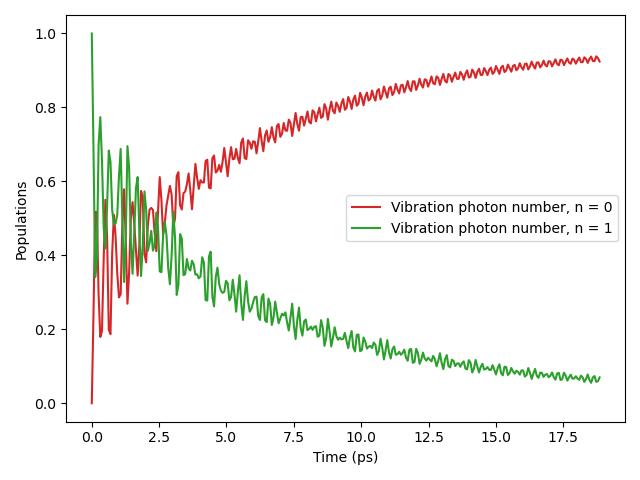 1.0
0.8
0.6
0.4
0.2
0.0
Populations
Vibration photon number, n = 0
Vibration photon number, n = 1
0.0 2.5 5.0 7.5 10.0 12.5 15.0 17.5
Time (ps)